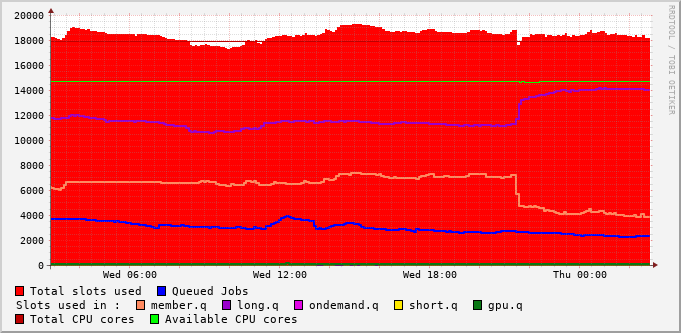 20000
18000
16000
14000
12000
10000
8000
6000
4000
2000
0
Wed 06:00 Wed 12:00 Wed 18:00 Thu 00:00
RRDTOOL / TOBI OETIKER
Total slots used Queued Jobs
Slots used in : member.q long.q ondemand.q short.q gpu.q
Total CPU cores Available CPU cores